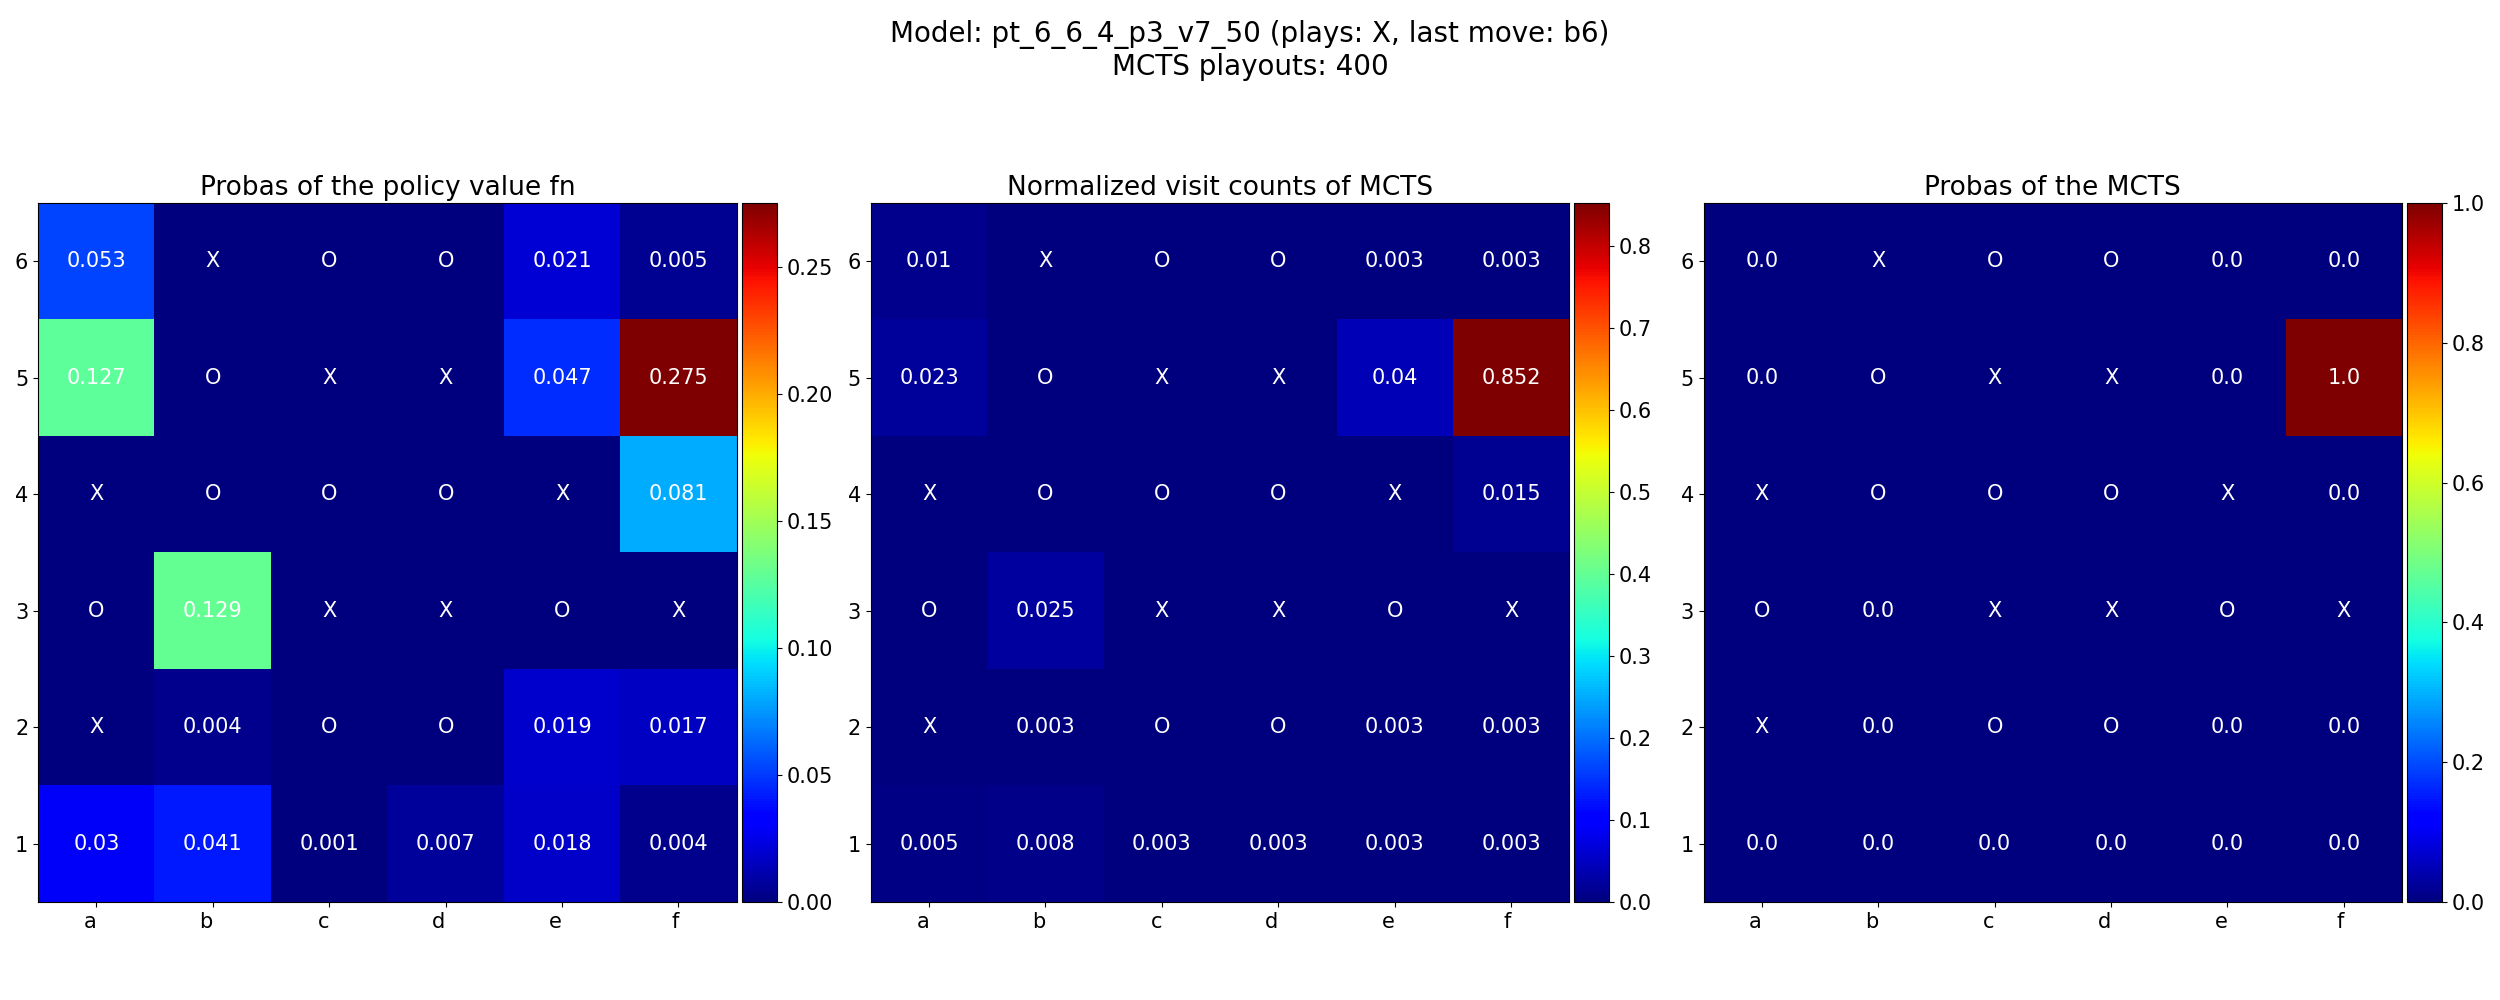 Model: pt_6_6_4_p3_v7_50 (plays: X, last move: b6)
MCTS playouts: 400
Probas of the policy value fn
6 0.053 X O O 0.021 0.005
5 0.127 O X X 0.047 0.275
4 X O O O X 0.081
3 O 0.129 X X O X
2 X 0.004 O O 0.019 0.017
1 0.03 0.041 0.001 0.007 0.018 0.004
a b c d e f
0.25
0.20
0.15
0.10
0.05
0.00
Normalized visit counts of MCTS
6 0.01 X O O 0.003 0.003
5 0.023 O X X 0.04 0.852
4 X O O O X 0.015
3 O 0.025 X X O X
2 X 0.003 O O 0.003 0.003
1 0.005 0.008 0.003 0.003 0.003 0.003
a b c d e f
0.8
0.7
0.6
0.5
0.4
0.3
0.2
0.1
0.0
Probas of the MCTS
6 0.0 X O O 0.0 0.0
5 0.0 O X X 0.0 1.0
4 X O O O X 0.0
3 O 0.0 X X O X
2 X 0.0 O O 0.0 0.0
1 0.0 0.0 0.0 0.0 0.0 0.0
a b c d e f
1.0
0.8
0.6
0.4
0.2
0.0